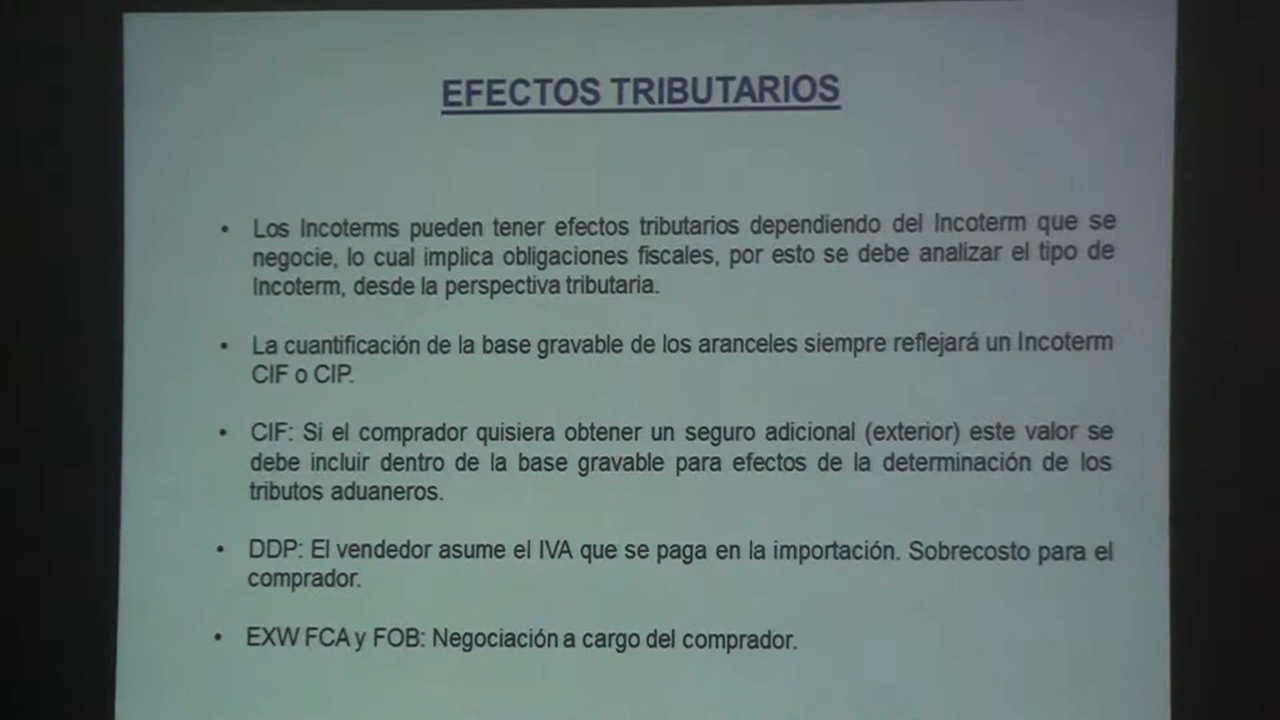 EFECTOS TRIBUTARIOS
• Los Incoterms pueden tener efectos tributarios dependiendo del Incoterm que se
negocie, lo cual implica obligaciones fiscales, por esto se debe analizar el tipo de
Incoterm, desde la perspectiva tributaria.
• La cuantificación de la base gravable de los aranceles siempre reflejará un Incoterm
CIF o CIP.
• CIF: Si el comprador quisiera obtener un seguro adicional (exterior) este valor se
debe incluir dentro de la base gravable para efectos de la determinación de los
tributos aduaneros.
• DDP: El vendedor asume el IVA que se paga en la importación. Sobrecosto para el
comprador.
• EXW FCA y FOB: Negociación a cargo del comprador.